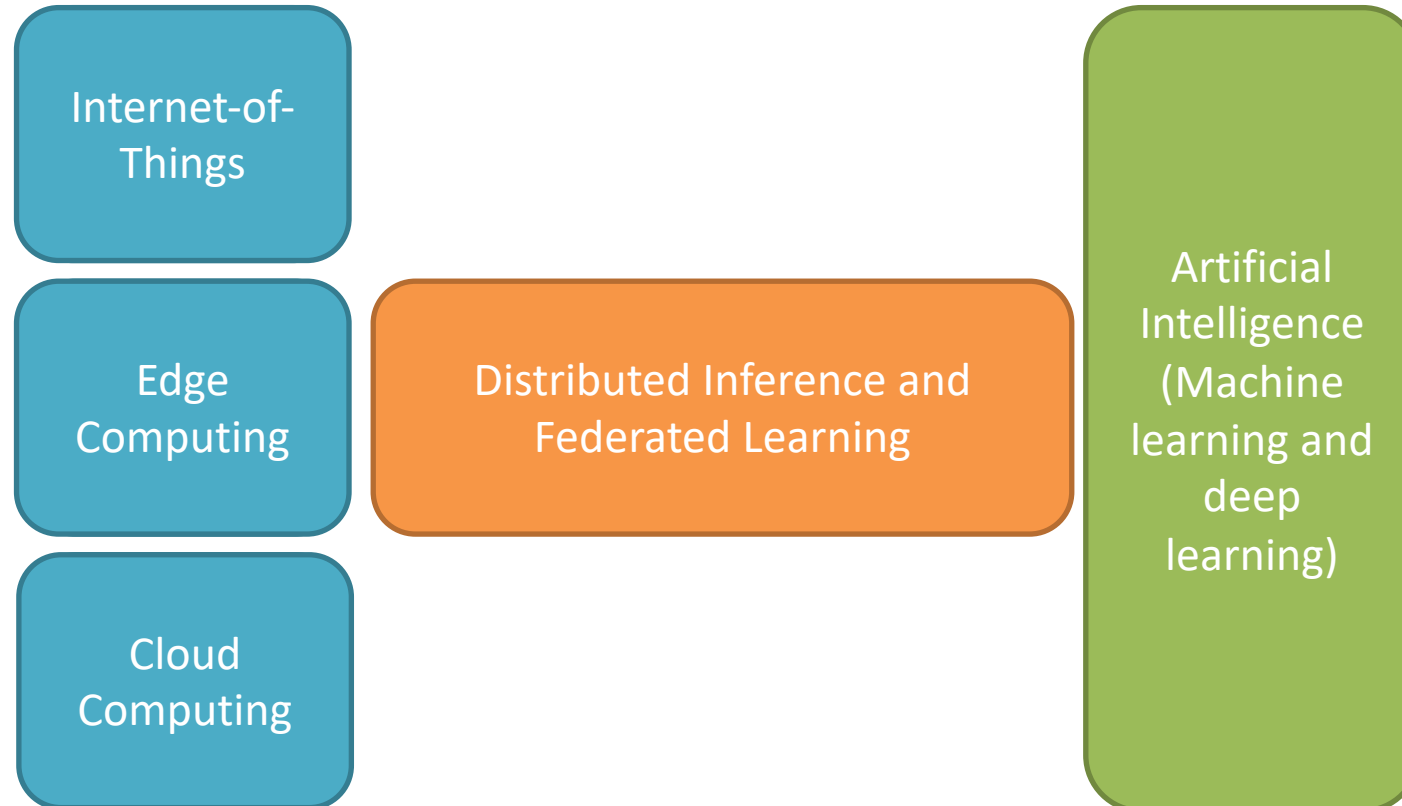 Internet-of-
Things
Edge
Computing
Cloud
Computing
Distributed Inference and
Federated Learning
Artificial
Intelligence
(Machine
learning and
deep
learning)